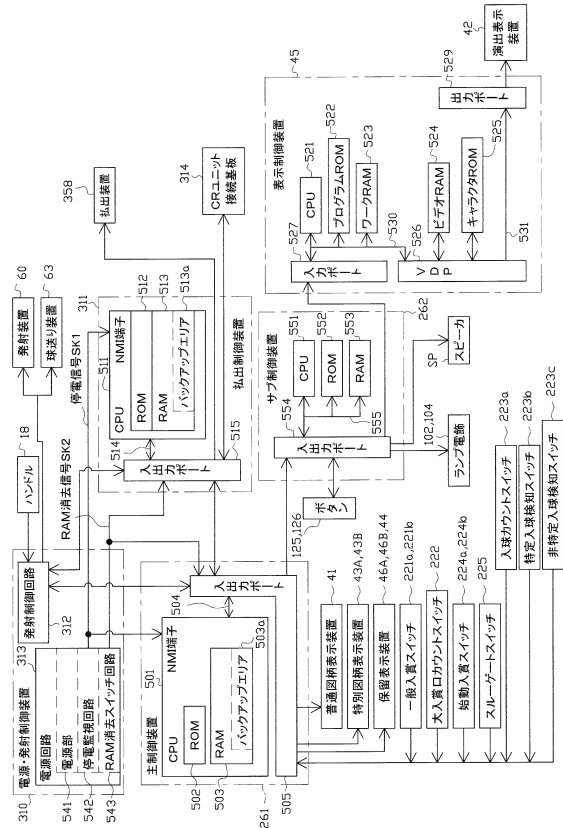 310
電源・発射制御装置
313
電源回路
541
電源部
542
停電監視回路
543
RAM消去スイッチ回路
発射制御回路
312
ハンドル
18
RAM消去信号SK2
停電信号SK1
発射装置
60
球送り装置
63
払出装置
358
CRユニット
接続基板
314
311
払出制御装置
511
CPU
NMI端子
ROM
512
RAM
513
バックアップエリア
513a
514
入出力ポート
515
主制御装置
261
501
CPU
NMI端子
ROM
502
RAM
503
バックアップエリア
503a
504
入出力ポート
505
サブ制御装置
262
CPU
551
ROM
552
RAM
553
554
入出力ポート
555
ボタン
125,126
ランプ電飾
102,104
SP
スピーカ
表示制御装置
45
527
入力ポート
CPU
521
プログラムROM
522
ワークRAM
523
530
526
VDP
ビデオRAM
524
キャラクタROM
525
531
出力ポート
529
演出表示
装置
42
普通図柄表示装置
41
特別図柄表示装置
43A,43B
保留表示装置
46A,46B,44
一般入賞スイッチ
221a,221b
大入賞口カウントスイッチ
222
始動入賞スイッチ
224a,224b
スルーゲートスイッチ
225
入球カウントスイッチ
223a
特定入球検知スイッチ
223b
非特定入球検知スイッチ
223c